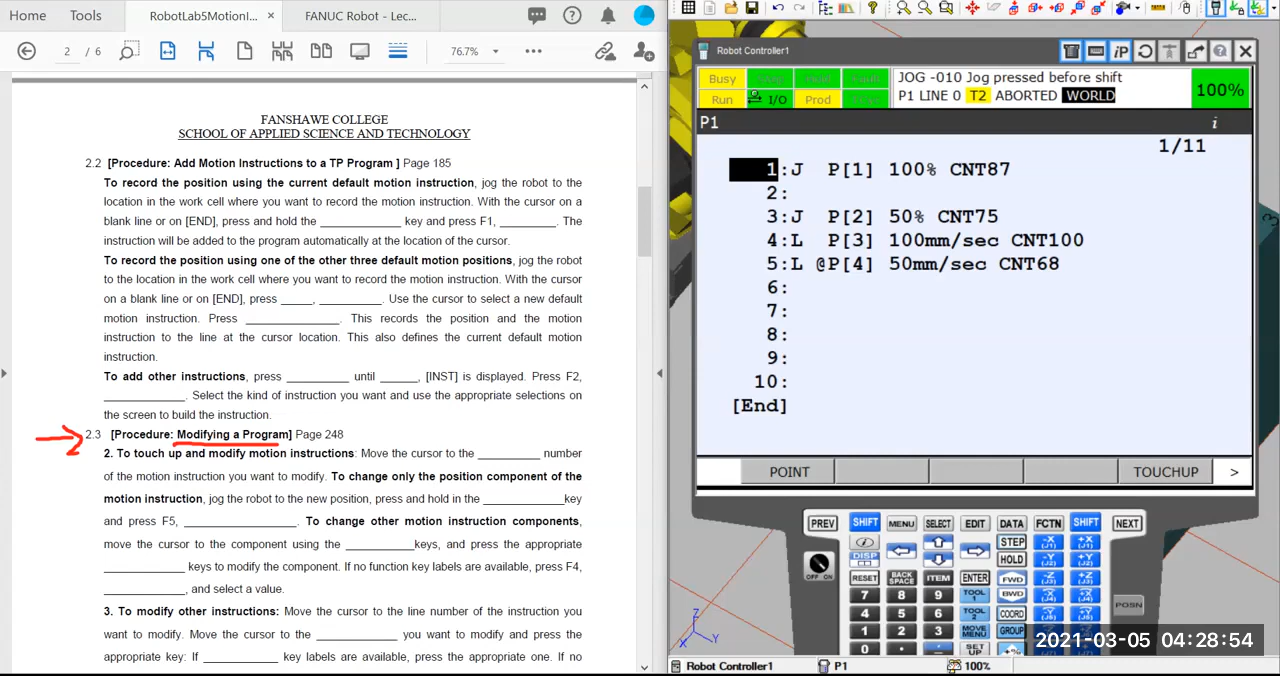 Home Tools RobotLab5MotionI... × FANUC Robot - Lec...
2 / 6 76.7%
FANSHAWE COLLEGE
SCHOOL OF APPLIED SCIENCE AND TECHNOLOGY
2.2 [Procedure: Add Motion Instructions to a TP Program ] Page 185
To record the position using the current default motion instruction, jog the robot to the
location in the work cell where you want to record the motion instruction. With the cursor on a
blank line or on [END], press and hold the ____________ key and press F1, ________. The
instruction will be added to the program automatically at the location of the cursor.
To record the position using one of the other three default motion positions, jog the robot
to the location in the work cell where you want to record the motion instruction. With the cursor
on a blank line or on [END], press _____, _________. Use the cursor to select a new default
motion instruction. Press ______________. This records the position and the motion
instruction to the line at the cursor location. This also defines the current default motion
instruction.
To add other instructions, press _________ until ______, [INST] is displayed. Press F2,
_____________. Select the kind of instruction you want and use the appropriate selections on
the screen to build the instruction.
2.3 [Procedure: Modifying a Program] Page 248
2. To touch up and modify motion instructions: Move the cursor to the _________ number
of the motion instruction you want to modify. To change only the position component of the
motion instruction, jog the robot to the new position, press and hold in the ____________key
and press F5, ________________. To change other motion instruction components,
move the cursor to the component using the __________keys, and press the appropriate
____________ keys to modify the component. If no function key labels are available, press F4,
____, and select a value.
3. To modify other instructions: Move the cursor to the line number of the instruction you
want to modify. Move the cursor to the ____________ you want to modify and press the
appropriate key: If ___________ key labels are available, press the appropriate one. If no
Robot Controller1
iP
Busy
Run I/O Prod
JOG -010 Jog pressed before shift
P1 LINE 0 T2 ABORTED WORLD
100%
P1
i
1/11
1:J P[1] 100% CNT87
2:
3:J P[2] 50% CNT75
4:L P[3] 100mm/sec CNT100
5:L @P[4] 50mm/sec CNT68
6:
7:
8:
9:
10:
[End]
POINT TOUCHUP >
PREV SHIFT MENU SELECT EDIT DATA FCTN SHIFT NEXT
DISP STEP -X (J1) +X (J1)
OFF ON HOLD -Y (J2) +Y (J2)
RESET BACK SPACE ITEM ENTER FWD -Z (J3) +Z (J3)
7 8 9 TOOL 1 BWD
4 5 6 TOOL 2 COORD POSN
1 2 3 MOVE MENU GROUP
0 . SET UP +%
2021-03-05 04:28:54
Robot Controller1 P1 100%
Z
X Y